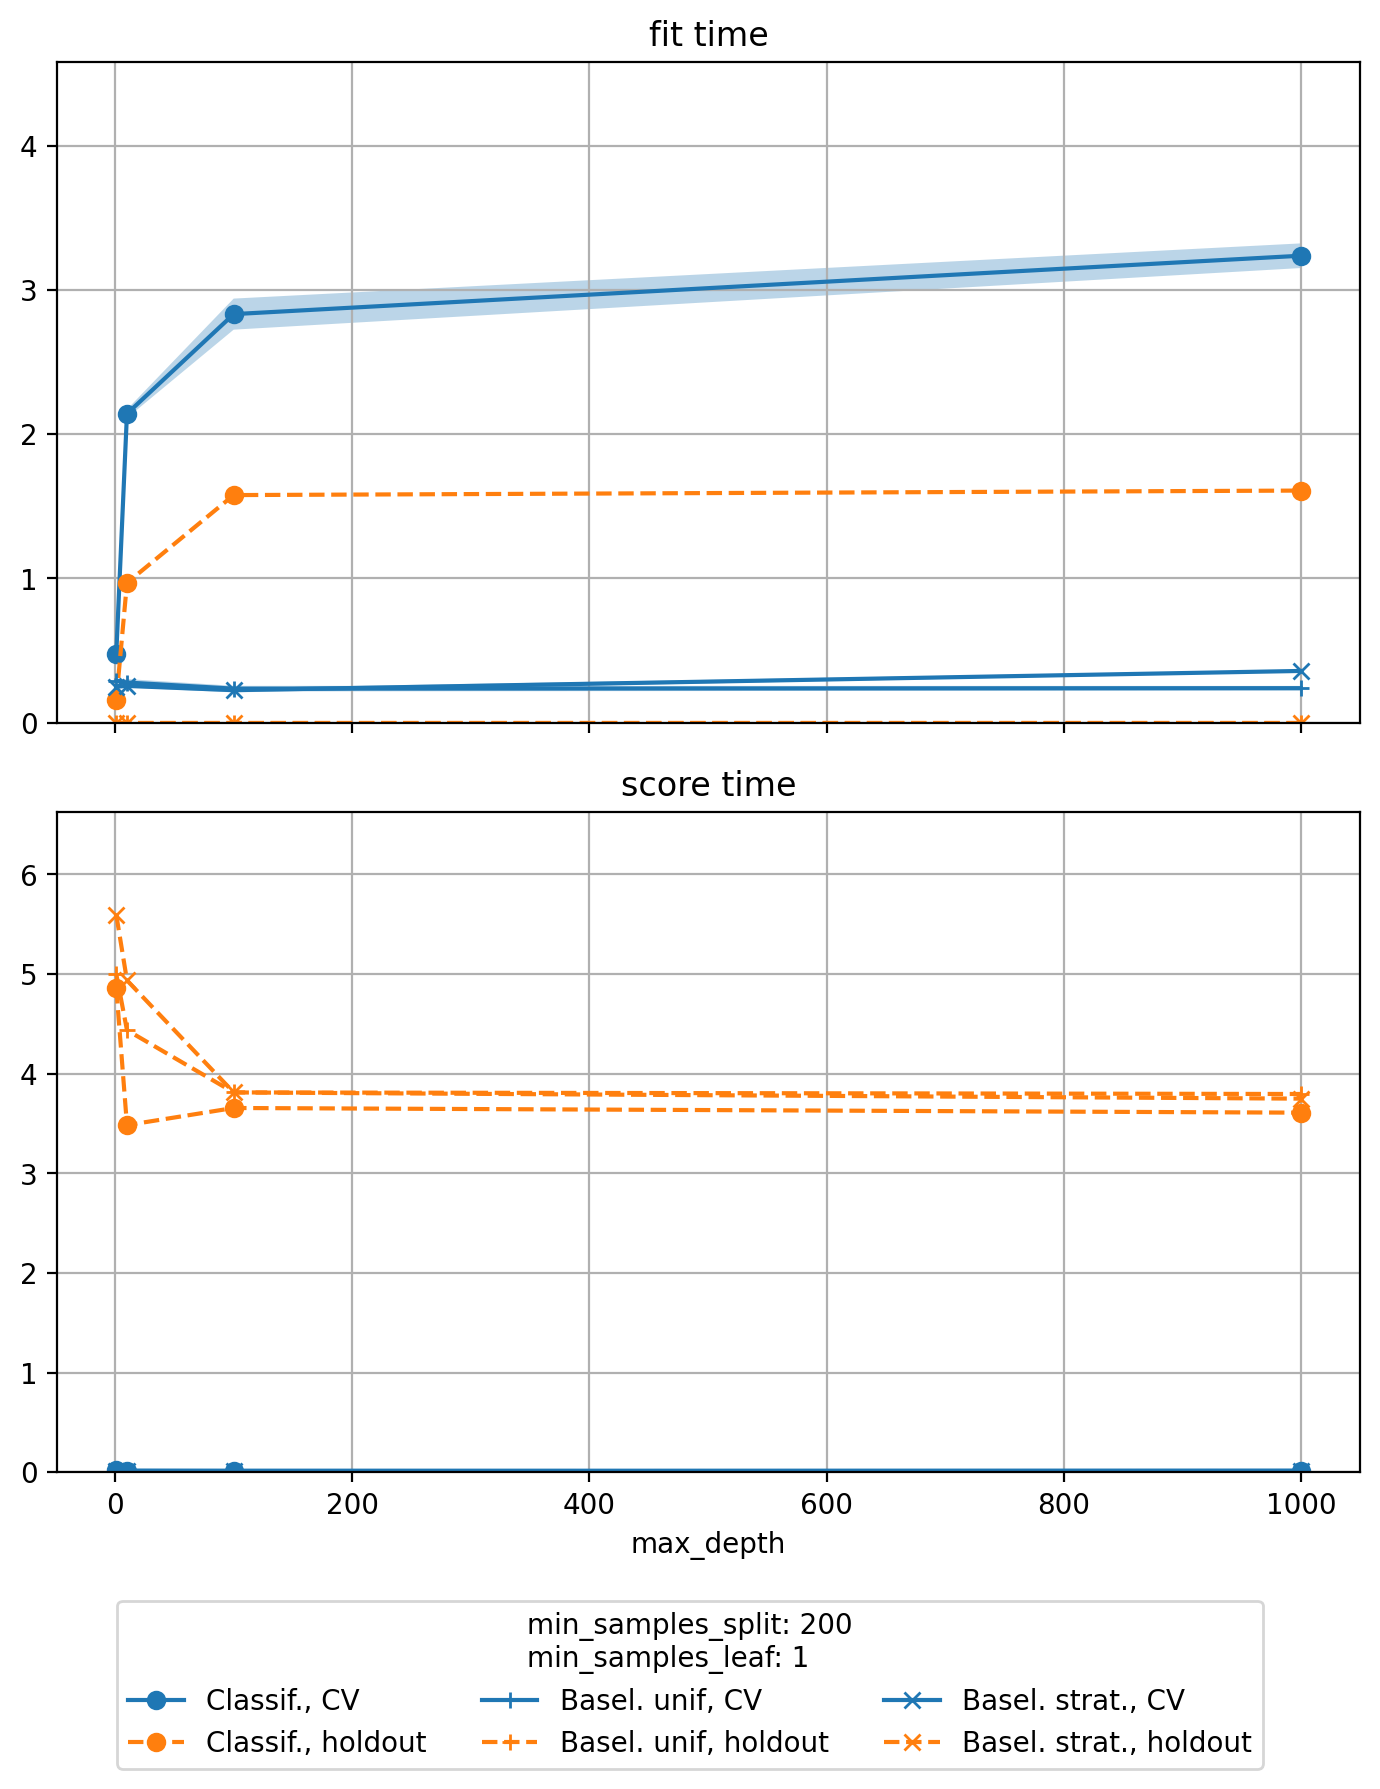 fit time
4
3
2
1
0
score time
6
5
4
3
2
1
0
0 200 400 600 800 1000
max_depth
min_samples_split: 200
min_samples_leaf: 1
Classif., CV Basel. unif, CV Basel. strat., CV
Classif., holdout Basel. unif, holdout Basel. strat., holdout